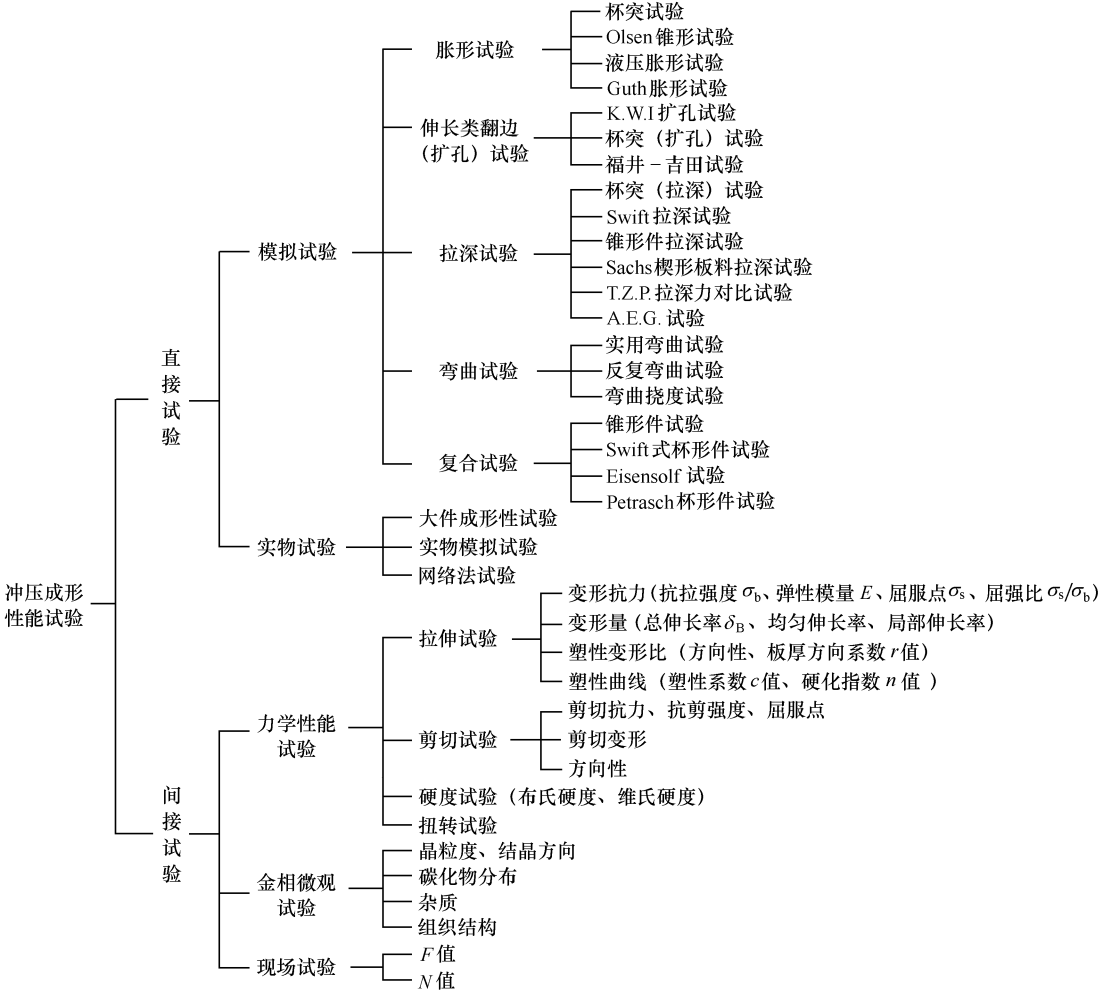 冲压成形
性能试验
直接试验
模拟试验
胀形试验
杯突试验
Olsen锥形试验
液压胀形试验
Guth胀形试验
伸长类翻边
（扩孔）试验
K.W.I扩孔试验
杯突（扩孔）试验
福井－吉田试验
拉深试验
杯突（拉深）试验
Swift拉深试验
锥形件拉深试验
Sachs楔形板料拉深试验
T.Z.P.拉深力对比试验
A.E.G.试验
弯曲试验
实用弯曲试验
反复弯曲试验
弯曲挠度试验
复合试验
锥形件试验
Swift式杯形件试验
Eisensolf 试验
Petrasch杯形件试验
实物试验
大件成形性试验
实物模拟试验
网络法试验
间接试验
力学性能
试验
拉伸试验
变形抗力(抗拉强度σb、弹性模量E、屈服点σs、屈强比σs/σb)
变形量（总伸长率δB、均匀伸长率、局部伸长率）
塑性变形比（方向性、板厚方向系数r值）
塑性曲线（塑性系数c值、硬化指数n值）
剪切试验
剪切抗力、抗剪强度、屈服点
剪切变形
方向性
硬度试验（布氏硬度、维氏硬度）
扭转试验
金相微观
试验
晶粒度、结晶方向
碳化物分布
杂质
组织结构
现场试验
F值
N值